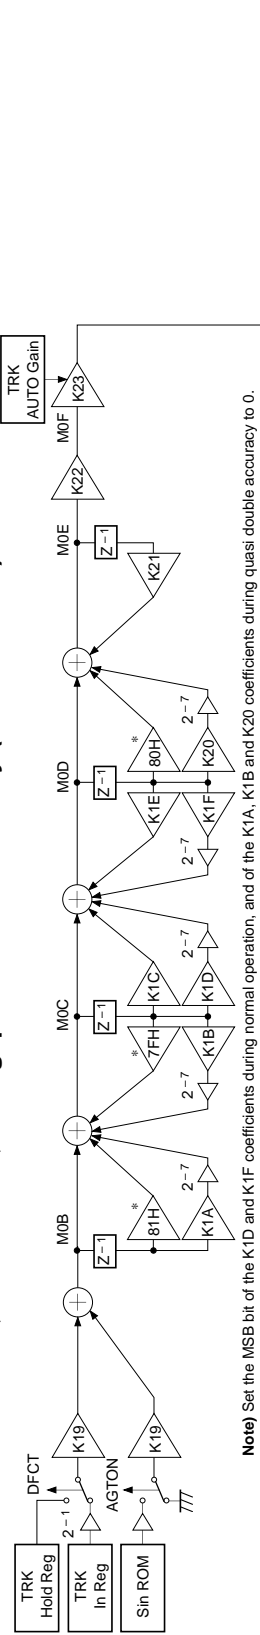 TRK
Hold Reg
DFCT
2 – 1
TRK
In Reg
K19
AGTON
Sin ROM
K19
M0B
Z – 1
81H
*
K1A
2 – 7
7FH
*
K1B
2 – 7
M0C
Z – 1
K1C
K1D
2 – 7
K1E
K1F
2 – 7
M0D
Z – 1
80H
*
K20
2 – 7
M0E
Z – 1
K21
K22
M0F
K23
TRK
AUTO Gain
Note) Set the MSB bit of the K1D and K1F coefficients during normal operation, and of the K1A, K1B and K20 coefficients during quasi double accuracy to 0.